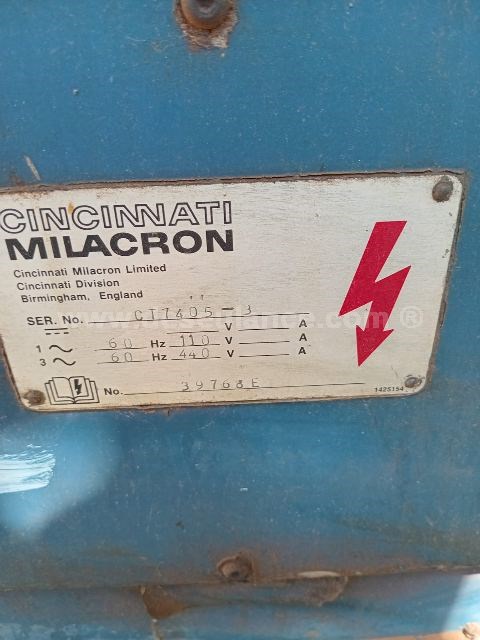 CINCINNATI
MILACRON
Cincinnati Milacron Limited
Cincinnati Division
Birmingham, England
SER. No. CT7405-3
V A
1 ~ 60 Hz 110 V A
3 ~ 60 Hz 440 V A
No. 39768E
142S154